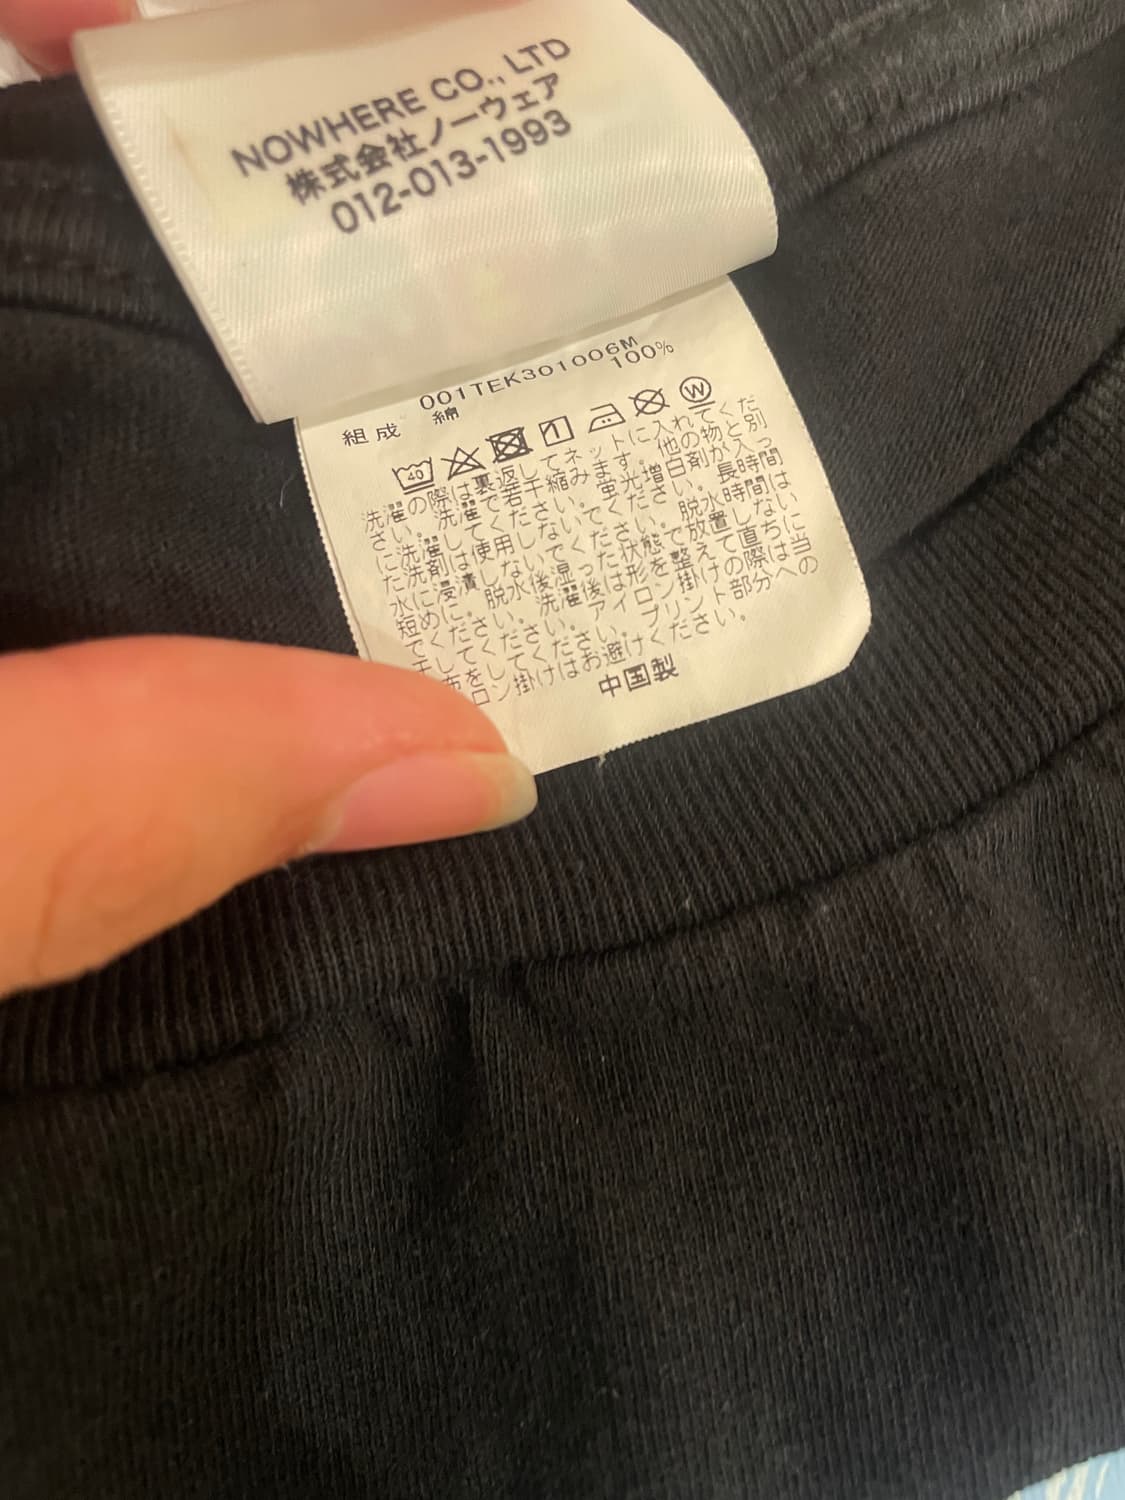 NOWHERE CO., LTD
株式会社ノーウェア
012-013-1993
001TEK301006M
組成 綿 100%
40 1 W
洗濯の際は裏返してネットに入れてくだ
さい。洗濯で若干縮みます。他の物と別
に洗濯してください。蛍光増白剤が入っ
た洗剤は使用しないでください。長時間
水に浸漬しないでください。脱水時間は
短めに 脱水後湿った状態で放置しない
でください。洗濯後は形を整えて直ちに
してください。アイロン掛けの際は当
布をしてください。プリント部分への
ロン掛けはお避けください。
中国製